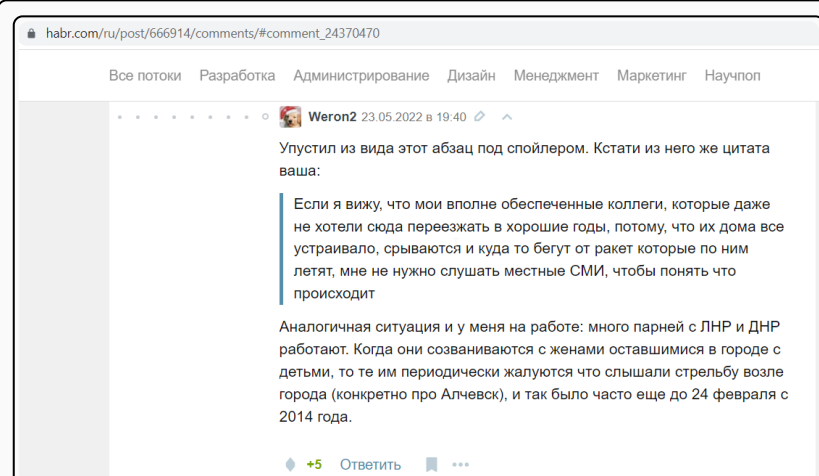 habr.com/ru/post/666914/comments/#comment_24370470
Все потоки Разработка Администрирование Дизайн Менеджмент Маркетинг Научпоп
Weron2 23.05.2022 в 19:40
Упустил из вида этот абзац под спойлером. Кстати из него же цитата
ваша:
Если я вижу, что мои вполне обеспеченные коллеги, которые даже
не хотели сюда переезжать в хорошие годы, потому, что их дома все
устраивало, срываются и куда то бегут от ракет которые по ним
летят, мне не нужно слушать местные СМИ, чтобы понять что
происходит
Аналогичная ситуация и у меня на работе: много парней с ЛНР и ДНР
работают. Когда они созваниваются с женами оставшимися в городе с
детьми, то те им периодически жалуются что слышали стрельбу возле
города (конкретно про Алчевск), и так было часто еще до 24 февраля с
2014 года.
+5 Ответить